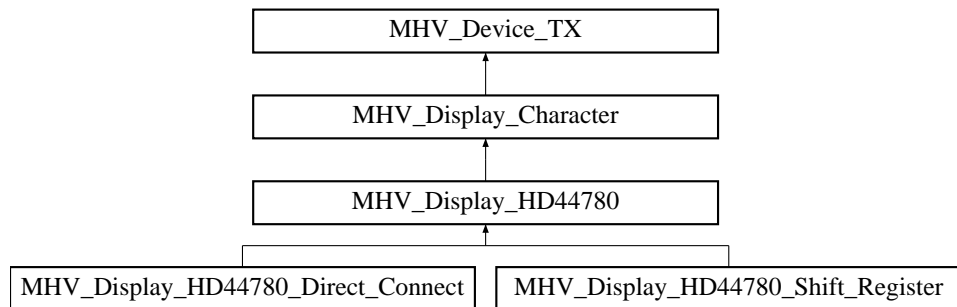 MHV_Device_TX
MHV_Display_Character
MHV_Display_HD44780
MHV_Display_HD44780_Direct_Connect
MHV_Display_HD44780_Shift_Register